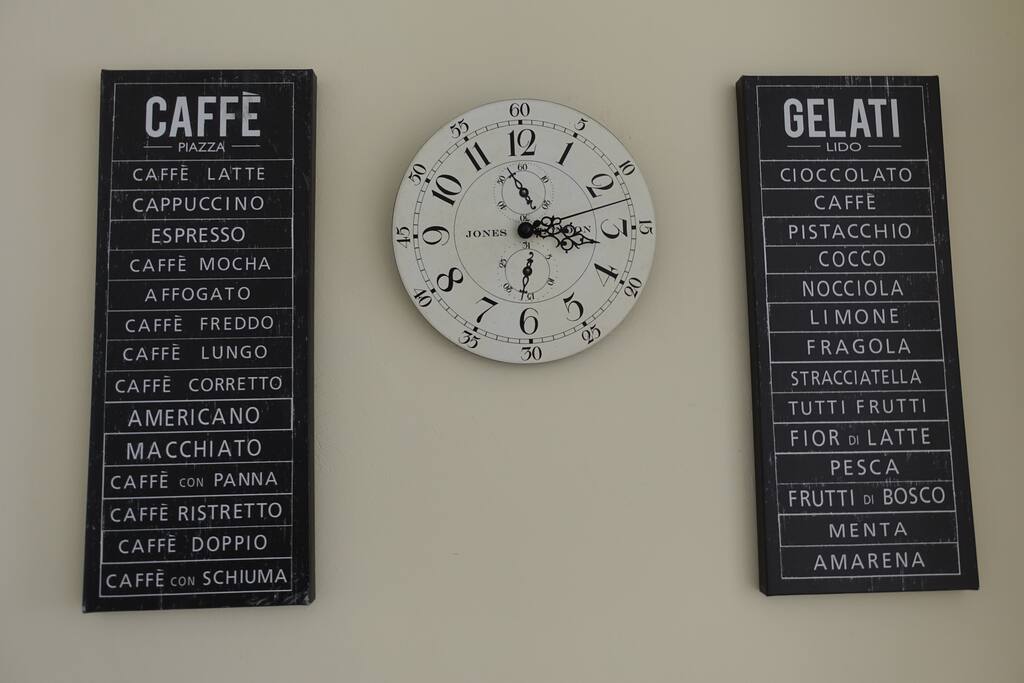 CAFFÈ
PIAZZA
CAFFÈ LATTE
CAPPUCCINO
ESPRESSO
CAFFÈ MOCHA
AFFOGATO
CAFFÈ FREDDO
CAFFÈ LUNGO
CAFFÈ CORRETTO
AMERICANO
MACCHIATO
CAFFÈ CON PANNA
CAFFÈ RISTRETTO
CAFFÈ DOPPIO
CAFFÈ CON SCHIUMA
60
5
10
15
20
25
30
35
40
45
50
55
12
1
2
3
4
5
6
7
8
9
10
11
60
JONES
GELATI
LIDO
CIOCCOLATO
CAFFÈ
PISTACCHIO
COCCO
NOCCIOLA
LIMONE
FRAGOLA
STRACCIATELLA
TUTTI FRUTTI
FIOR DI LATTE
PESCA
FRUTTI DI BOSCO
MENTA
AMARENA